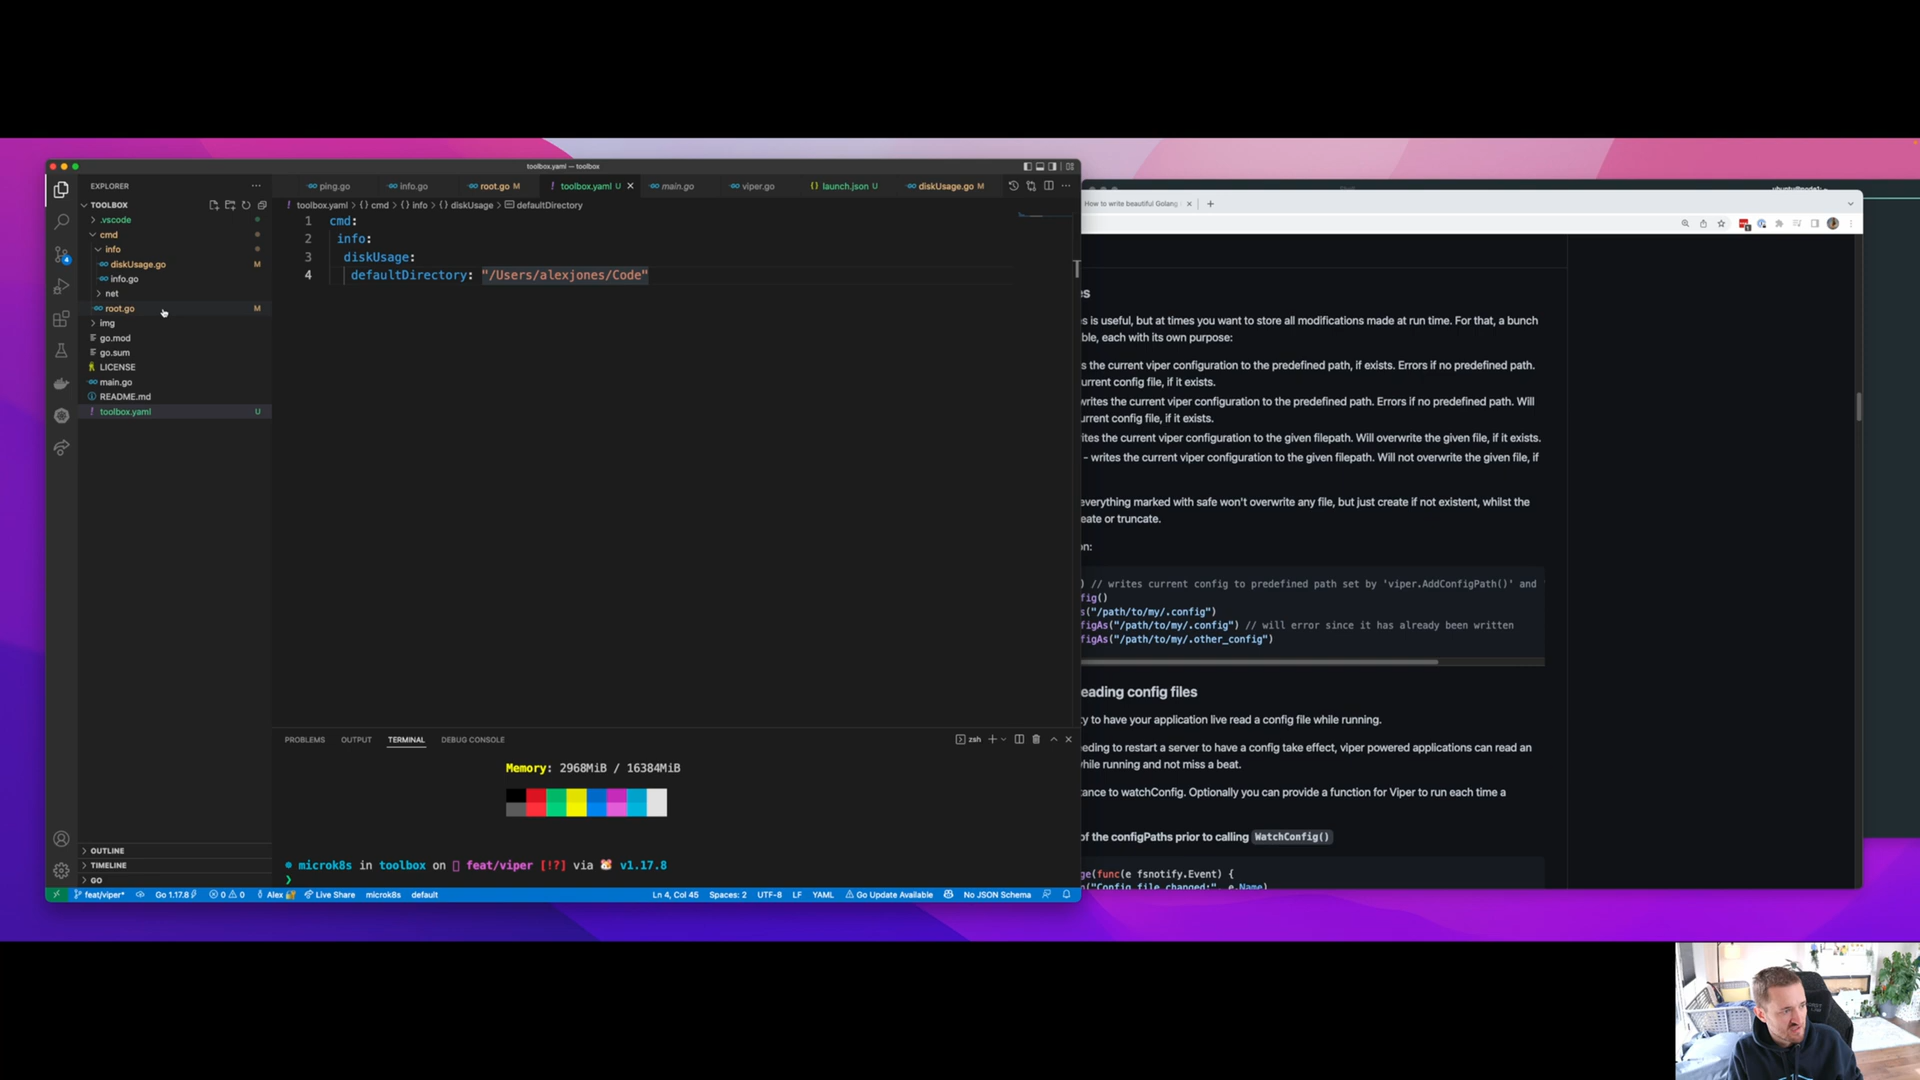 toolbox.yaml — toolbox
EXPLORER
TOOLBOX
.vscode
cmd
info
diskUsage.go M
info.go
net
root.go M
img
go.mod
go.sum
LICENSE
main.go
README.md
toolbox.yaml U
OUTLINE
TIMELINE
GO
ping.go
info.go
root.go M
toolbox.yaml U
main.go
viper.go
launch.json U
diskUsage.go M
toolbox.yaml > cmd > info > diskUsage > defaultDirectory
1 cmd:
2 info:
3 diskUsage:
4 defaultDirectory: "/Users/alexjones/Code"
PROBLEMS OUTPUT TERMINAL DEBUG CONSOLE
zsh
Memory: 2968MiB / 16384MiB
microk8s in toolbox on feat/viper [!?] via v1.17.8
feat/viper* Go 1.17.8 0 0 Alex Live Share microk8s default
Ln 4, Col 45 Spaces: 2 UTF-8 LF YAML Go Update Available No JSON Schema
How to write beautiful Golang
es
s is useful, but at times you want to store all modifications made at run time. For that, a bunch
ble, each with its own purpose:
s the current viper configuration to the predefined path, if exists. Errors if no predefined path.
urrent config file, if it exists.
writes the current viper configuration to the predefined path. Errors if no predefined path. Will
urrent config file, if it exists.
ites the current viper configuration to the given filepath. Will overwrite the given file, if it exists.
- writes the current viper configuration to the given filepath. Will not overwrite the given file, if
everything marked with safe won't overwrite any file, but just create if not existent, whilst the
eate or truncate.
on:
) // writes current config to predefined path set by 'viper.AddConfigPath()' and
fig()
s("/path/to/my/.config")
figAs("/path/to/my/.config") // will error since it has already been written
figAs("/path/to/my/.other_config")
eading config files
ty to have your application live read a config file while running.
eding to restart a server to have a config take effect, viper powered applications can read an
while running and not miss a beat.
tance to watchConfig. Optionally you can provide a function for Viper to run each time a
of the configPaths prior to calling WatchConfig()
ge(func(e fsnotify.Event) {
n("Config file changed:", e.Name)